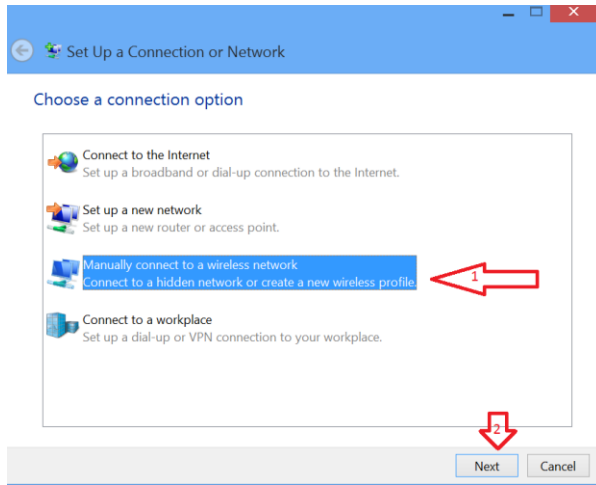 Set Up a Connection or Network
Choose a connection option
Connect to the Internet
Set up a broadband or dial-up connection to the Internet.
Set up a new network
Set up a new router or access point.
Manually connect to a wireless network
Connect to a hidden network or create a new wireless profile.
1
Connect to a workplace
Set up a dial-up or VPN connection to your workplace.
2
Next
Cancel